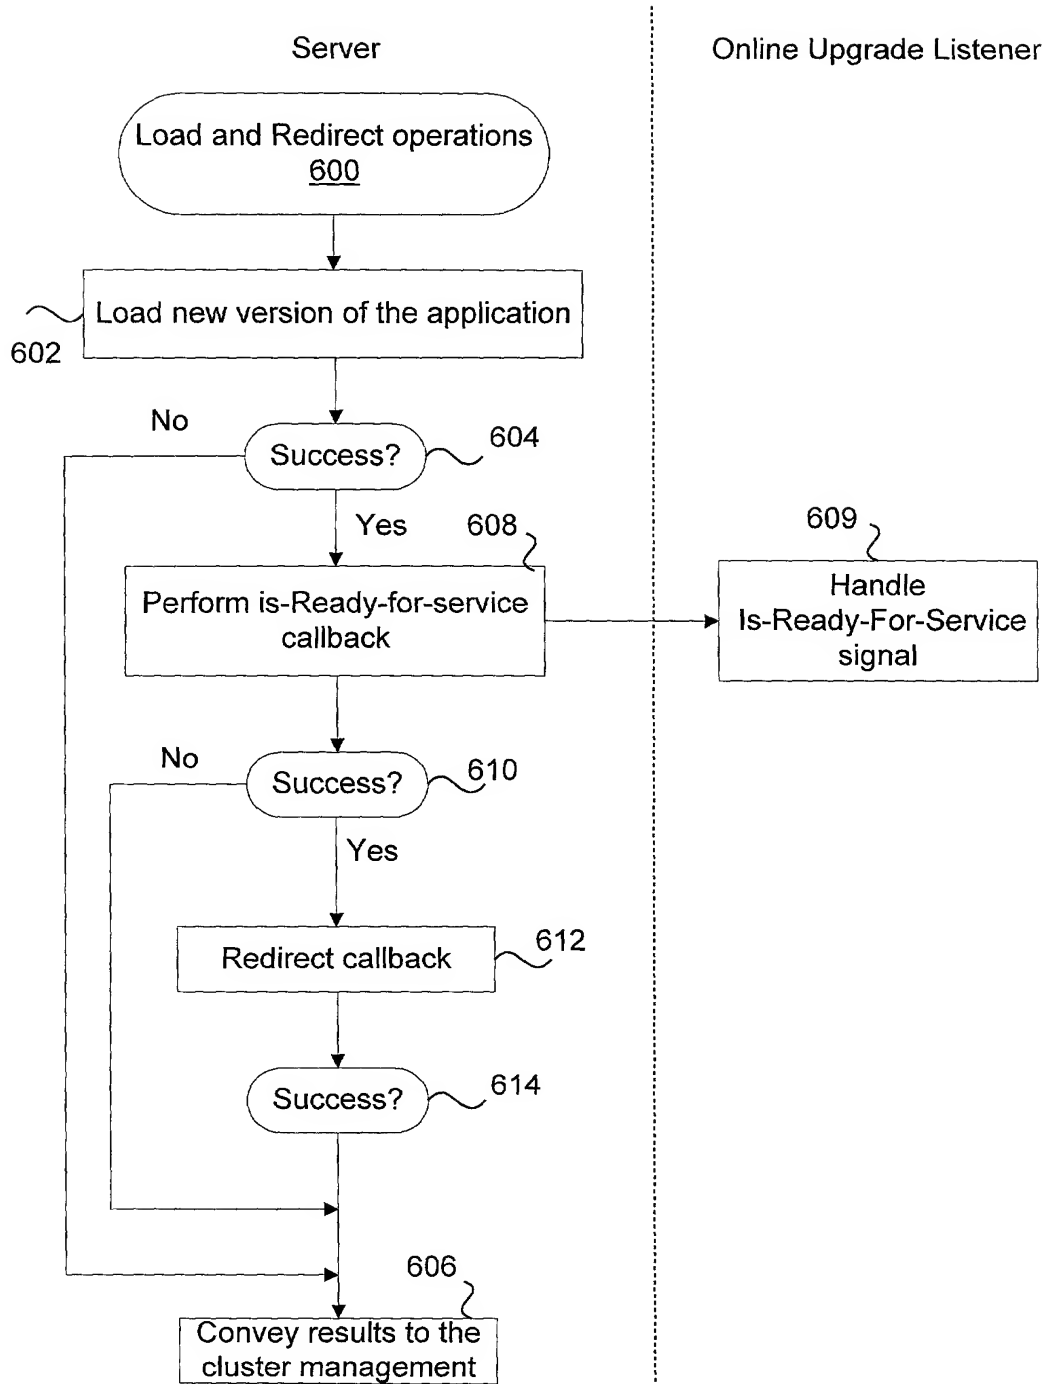 Server
Online Upgrade Listener
Load and Redirect operations
600
Load new version of the application
602
No
Success?
604
Yes
608
609
Perform is-Ready-for-service
callback
Handle
Is-Ready-For-Service
signal
No
Success?
610
Yes
Redirect callback
612
Success?
614
606
Convey results to the
cluster management